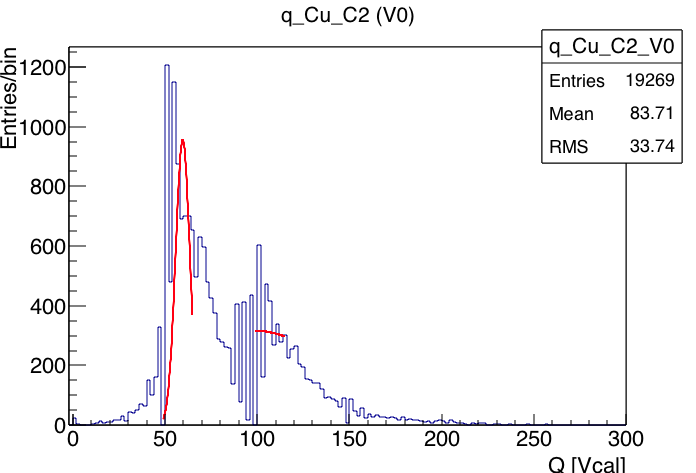 q_Cu_C2 (V0)
q_Cu_C2_V0
Entries 19269
Mean 83.71
RMS 33.74
Entries/bin
1200
1000
800
600
400
200
0
0 50 100 150 200 250 300
Q [Vcal]